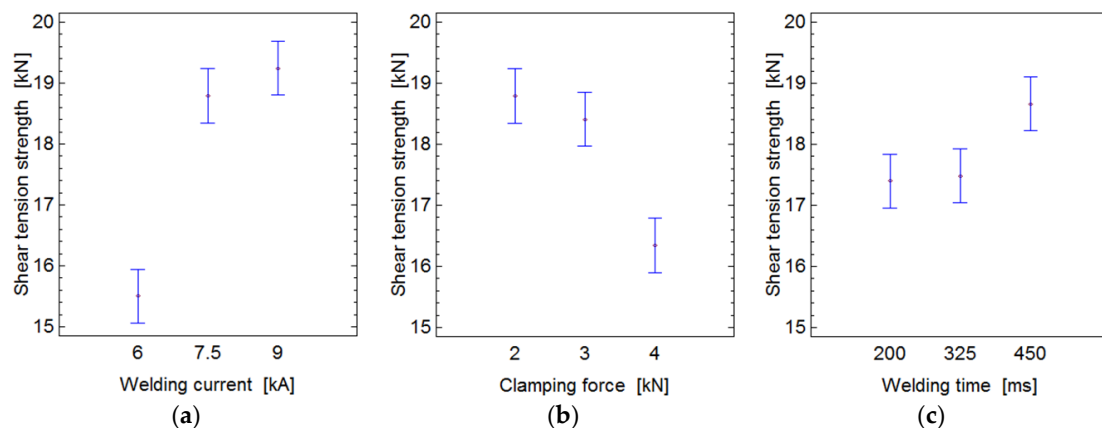 20
19
18
17
16
15
Shear tension strength [kN]
6 7.5 9
Welding current [kA]
(a)
20
19
18
17
16
15
Shear tension strength [kN]
2 3 4
Clamping force [kN]
(b)
20
19
18
17
16
15
Shear tension strength [kN]
200 325 450
Welding time [ms]
(c)